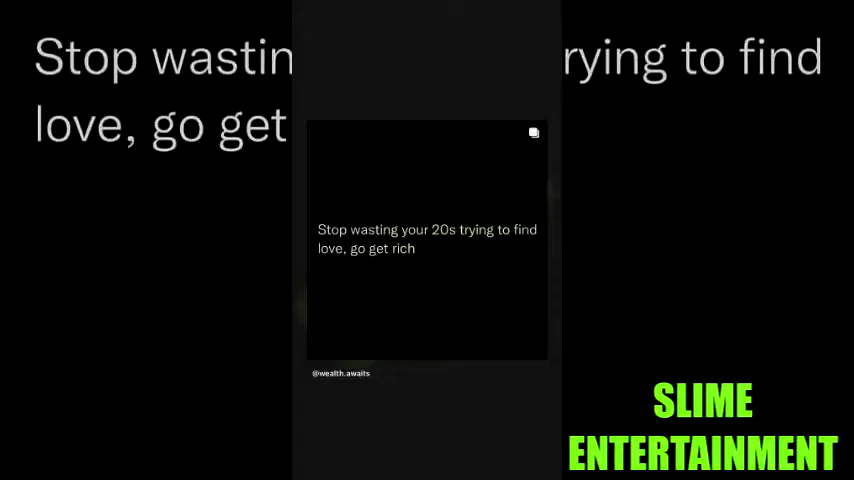 Stop wastin
rying to find
love, go get
Stop wasting your 20s trying to find
love, go get rich
@wealth.awaits
SLIME
ENTERTAINMENT